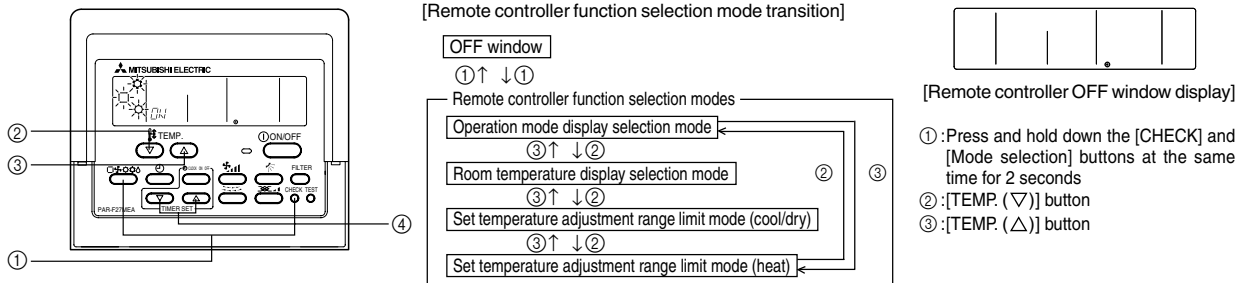 [Remote controller function selection mode transition]
MITSUBISHI ELECTRIC
ON
② TEMP. ①ON/OFF
③
CLOCK ON OFF FILTER
CHECK TEST
PAR-F27MEA TIMER SET
④
①
OFF window
①↑ ↓①
Remote controller function selection modes
Operation mode display selection mode
③↑ ↓②
Room temperature display selection mode
② ③
③↑ ↓②
Set temperature adjustment range limit mode (cool/dry)
③↑ ↓②
Set temperature adjustment range limit mode (heat)
[Remote controller OFF window display]
① :Press and hold down the [CHECK] and
[Mode selection] buttons at the same
time for 2 seconds
② :[TEMP. (▽)] button
③ :[TEMP. (△)] button